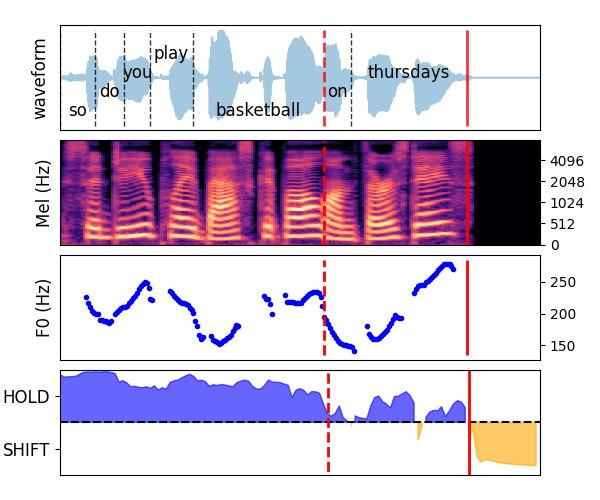 waveform
so
do
you
play
basketball
on
thursdays
Mel (Hz)
4096
2048
1024
512
0
F0 (Hz)
250
200
150
HOLD
SHIFT